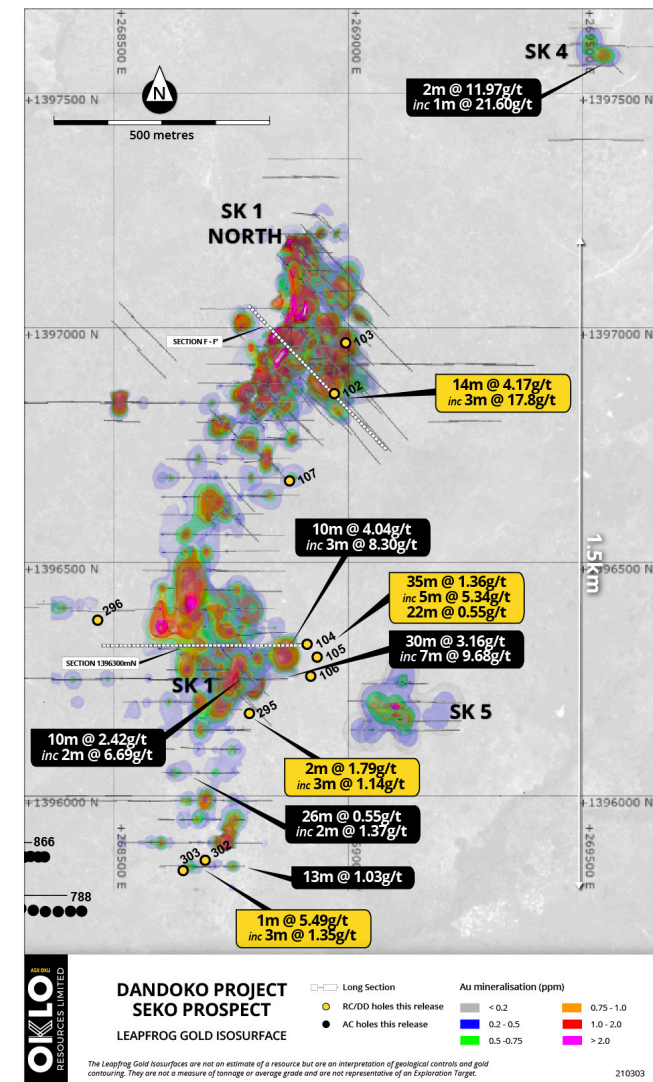 +268500 E
+269000 E
+269500 E
SK 4
+1397500 N
+1397500 N
2m @ 11.97g/t
inc 1m @ 21.60g/t
N
500 metres
SK 1
NORTH
+1397000 N
+1397000 N
SECTION F - F'
103
102
14m @ 4.17g/t
inc 3m @ 17.8g/t
107
10m @ 4.04g/t
inc 3m @ 8.30g/t
1.5km
+1396500 N
+1396500 N
35m @ 1.36g/t
inc 5m @ 5.34g/t
22m @ 0.55g/t
296
104
105
106
30m @ 3.16g/t
inc 7m @ 9.68g/t
SECTION 1396300mN
SK 1
295
SK 5
10m @ 2.42g/t
inc 2m @ 6.69g/t
2m @ 1.79g/t
inc 3m @ 1.14g/t
+1396000 N
+1396000 N
26m @ 0.55g/t
inc 2m @ 1.37g/t
866
+268500 E
+269500 E
303
302
13m @ 1.03g/t
788
1m @ 5.49g/t
inc 3m @ 1.35g/t
ASX OKU
OKLO
RESOURCES LIMITED
DANDOKO PROJECT
SEKO PROSPECT
LEAPFROG GOLD ISOSURFACE
Long Section
RC/DD holes this release
AC holes this release
Au mineralisation (ppm)
< 0.2
0.2 - 0.5
0.5 -0.75
0.75 - 1.0
1.0 - 2.0
> 2.0
The Leapfrog Gold Isosurfaces are not an estimate of a resource but are an interpretation of geological controls and gold
contouring. They are not a measure of tonnage or average grade and are not representative of an Exploration Target.
210303